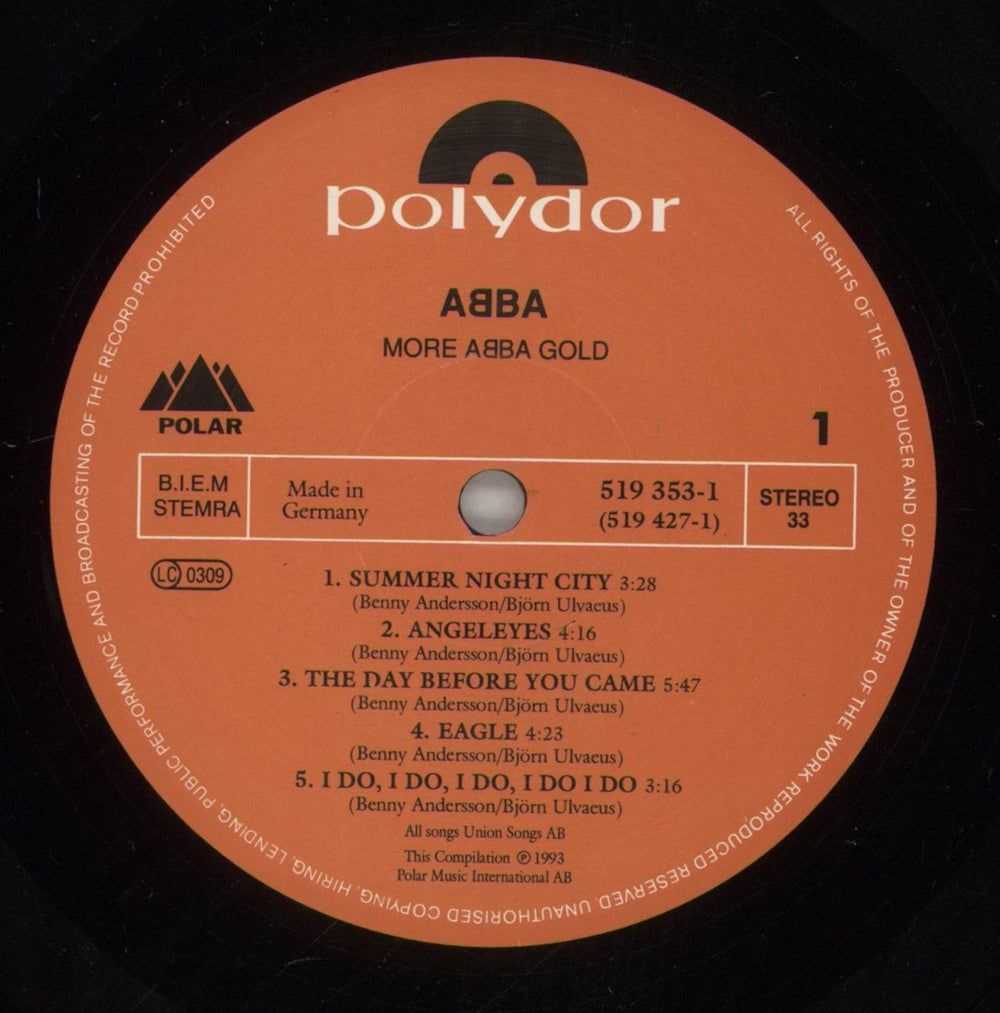 polydor
ABBA
MORE ABBA GOLD
POLAR
1
B.I.E.M
STEMRA
Made in
Germany
519 353-1
(519 427-1)
STEREO
33
LC 0309
1. SUMMER NIGHT CITY 3:28
(Benny Andersson/Björn Ulvaeus)
2. ANGELEYES 4:16
(Benny Andersson/Björn Ulvaeus)
3. THE DAY BEFORE YOU CAME 5:47
(Benny Andersson/Björn Ulvaeus)
4. EAGLE 4:23
(Benny Andersson/Björn Ulvaeus)
5. I DO, I DO, I DO, I DO I DO 3:16
(Benny Andersson/Björn Ulvaeus)
All songs Union Songs AB
This Compilation ℗ 1993
Polar Music International AB
ALL RIGHTS OF THE PRODUCER AND OF THE OWNER OF THE WORK REPRODUCED RESERVED. UNAUTHORISED COPYING, HIRING, LENDING, PUBLIC PERFORMANCE AND BROADCASTING OF THE RECORD PROHIBITED